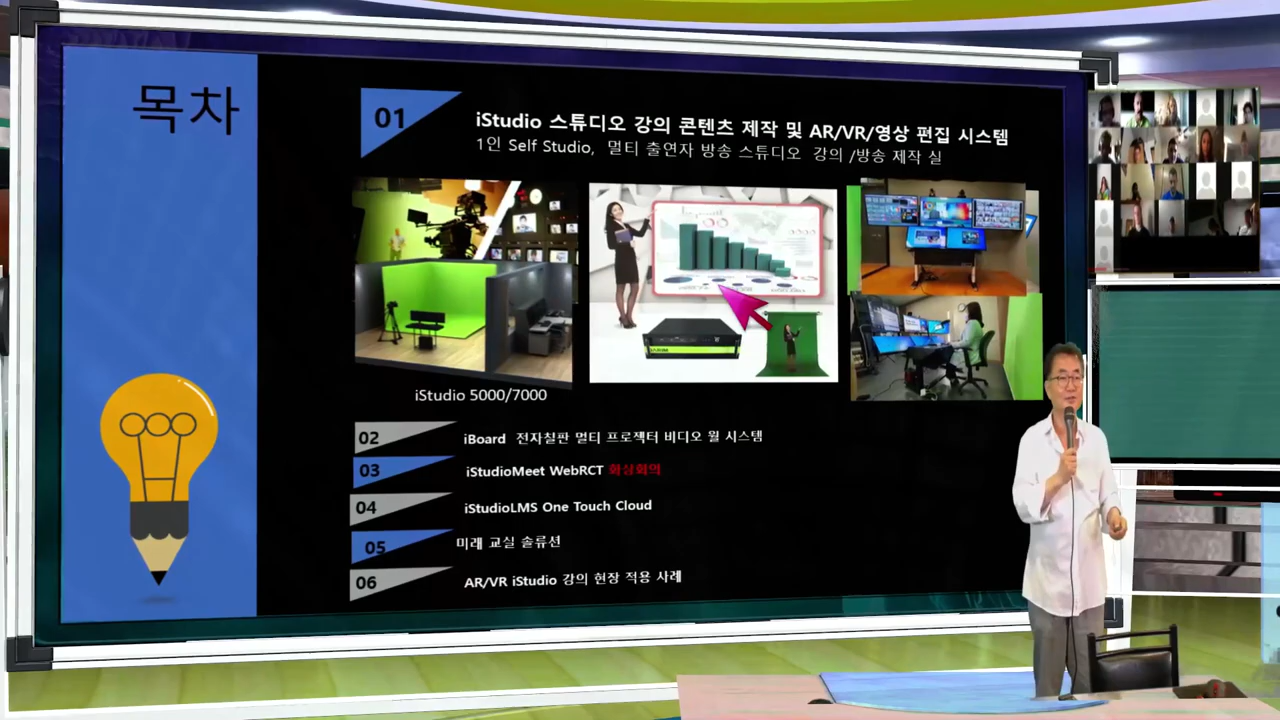 목차
01
iStudio 스튜디오 강의 콘텐츠 제작 및 AR/VR/영상 편집 시스템
1인 Self Studio, 멀티 출연자 방송 스튜디오 강의 /방송 제작 실
iStudio 5000/7000
02
iBoard 전자칠판 멀티 프로젝터 비디오 월 시스템
03
iStudioMeet WebRCT 화상회의
04
iStudioLMS One Touch Cloud
05
미래 교실 솔류션
06
AR/VR iStudio 강의 현장 적용 사례